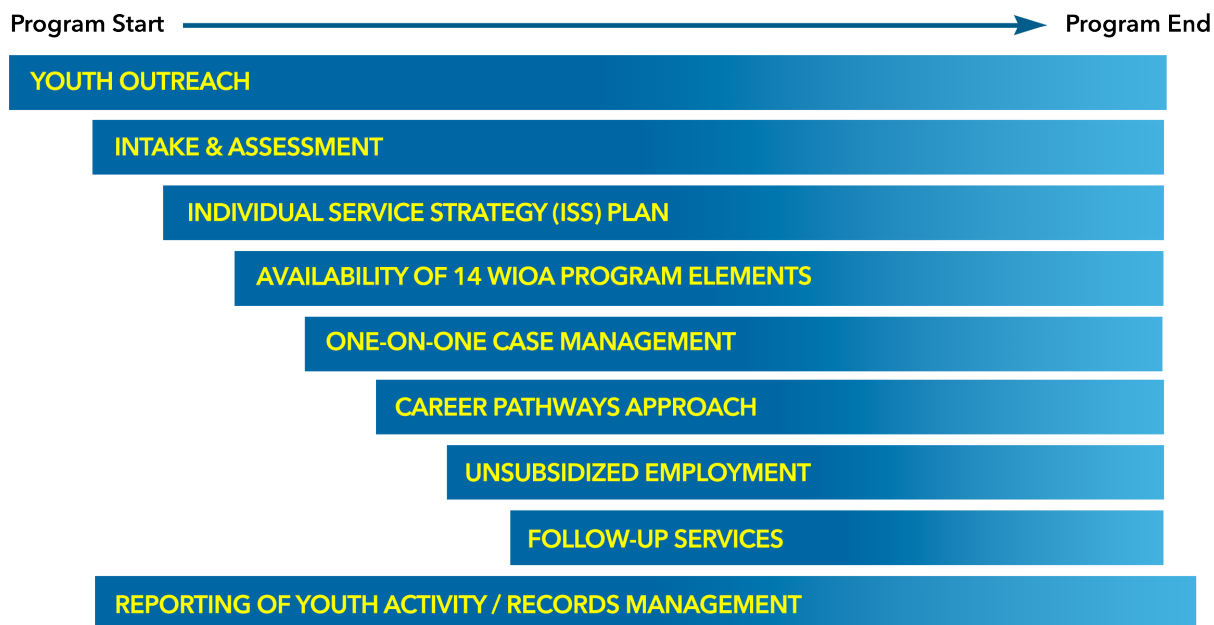 Program Start
Program End
YOUTH OUTREACH
INTAKE & ASSESSMENT
INDIVIDUAL SERVICE STRATEGY (ISS) PLAN
AVAILABILITY OF 14 WIOA PROGRAM ELEMENTS
ONE-ON-ONE CASE MANAGEMENT
CAREER PATHWAYS APPROACH
UNSUBSIDIZED EMPLOYMENT
FOLLOW-UP SERVICES
REPORTING OF YOUTH ACTIVITY / RECORDS MANAGEMENT